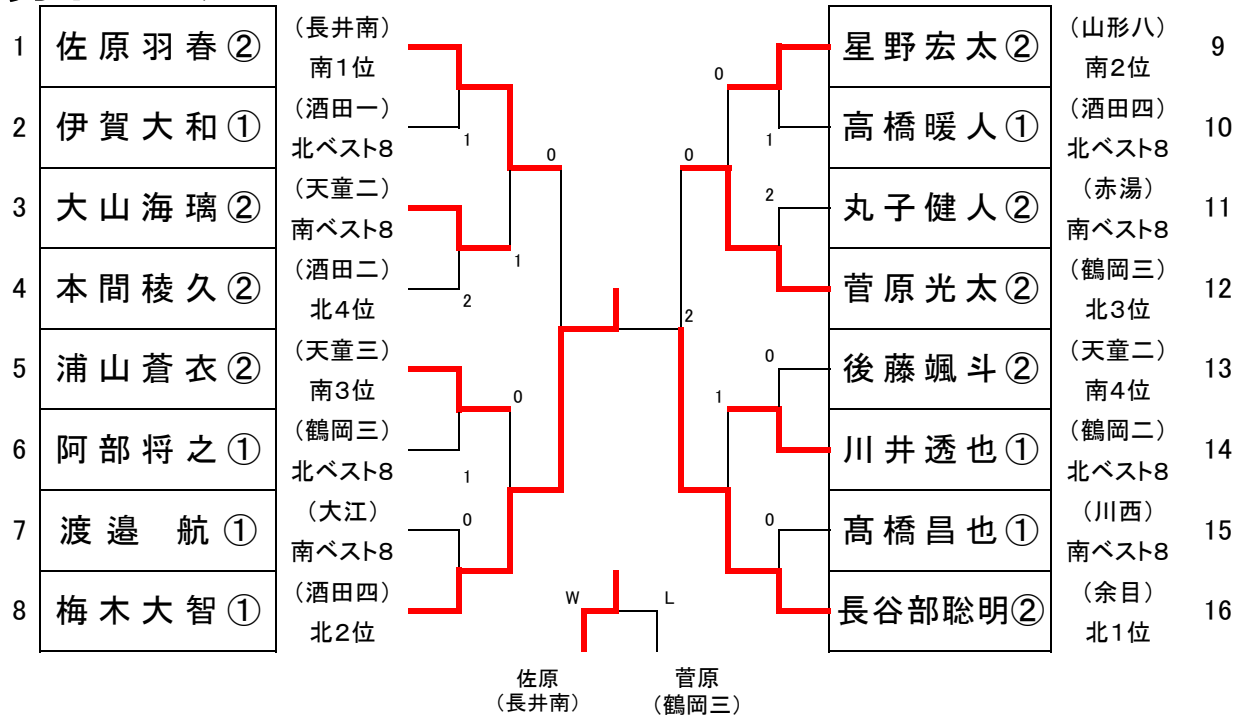 1 佐原羽春② (長井南) 南1位
2 伊賀大和① (酒田一) 北ベスト8
3 大山海璃② (天童二) 南ベスト8
4 本間稜久② (酒田二) 北4位
5 浦山蒼衣② (天童三) 南3位
6 阿部将之① (鶴岡三) 北ベスト8
7 渡邉 航① (大江) 南ベスト8
8 梅木大智① (酒田四) 北2位
1
2
1
0
1
0
0
0
星野宏太② (山形八) 南2位 9
高橋暖人① (酒田四) 北ベスト8 10
丸子健人② (赤湯) 南ベスト8 11
菅原光太② (鶴岡三) 北3位 12
後藤颯斗② (天童二) 南4位 13
川井透也① (鶴岡二) 北ベスト8 14
髙橋昌也① (川西) 南ベスト8 15
長谷部聡明② (余目) 北1位 16
0
1
0
2
2
0
1
0
W L
佐原 菅原
(長井南) (鶴岡三)